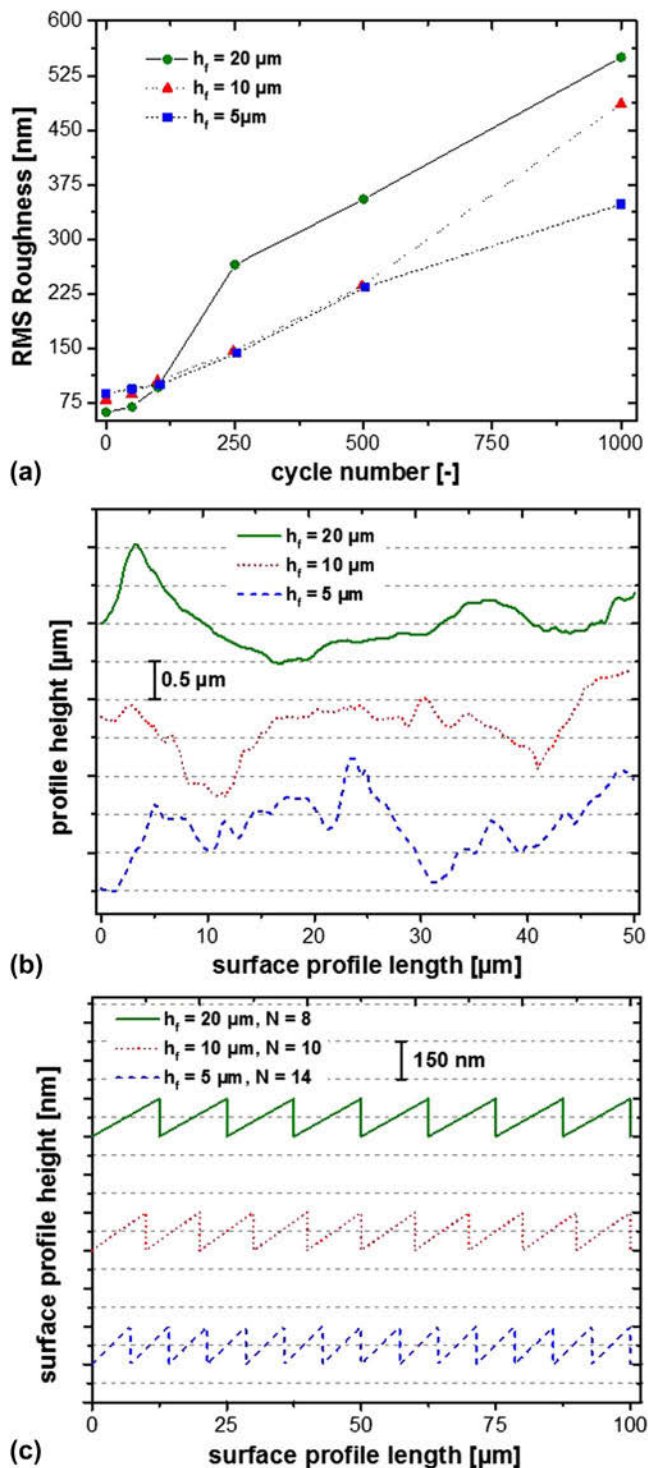 600
525
450
375
300
225
150
75
RMS Roughness [nm]
h_f = 20 µm
h_f = 10 µm
h_f = 5µm
0 250 500 750 1000
cycle number [-]
(a)
profile height [µm]
h_f = 20 µm
h_f = 10 µm
h_f = 5 µm
0.5 µm
0 10 20 30 40 50
surface profile length [µm]
(b)
surface profile height [nm]
h_f = 20 µm, N = 8
h_f = 10 µm, N = 10
h_f = 5 µm, N = 14
150 nm
0 25 50 75 100
surface profile length [µm]
(c)